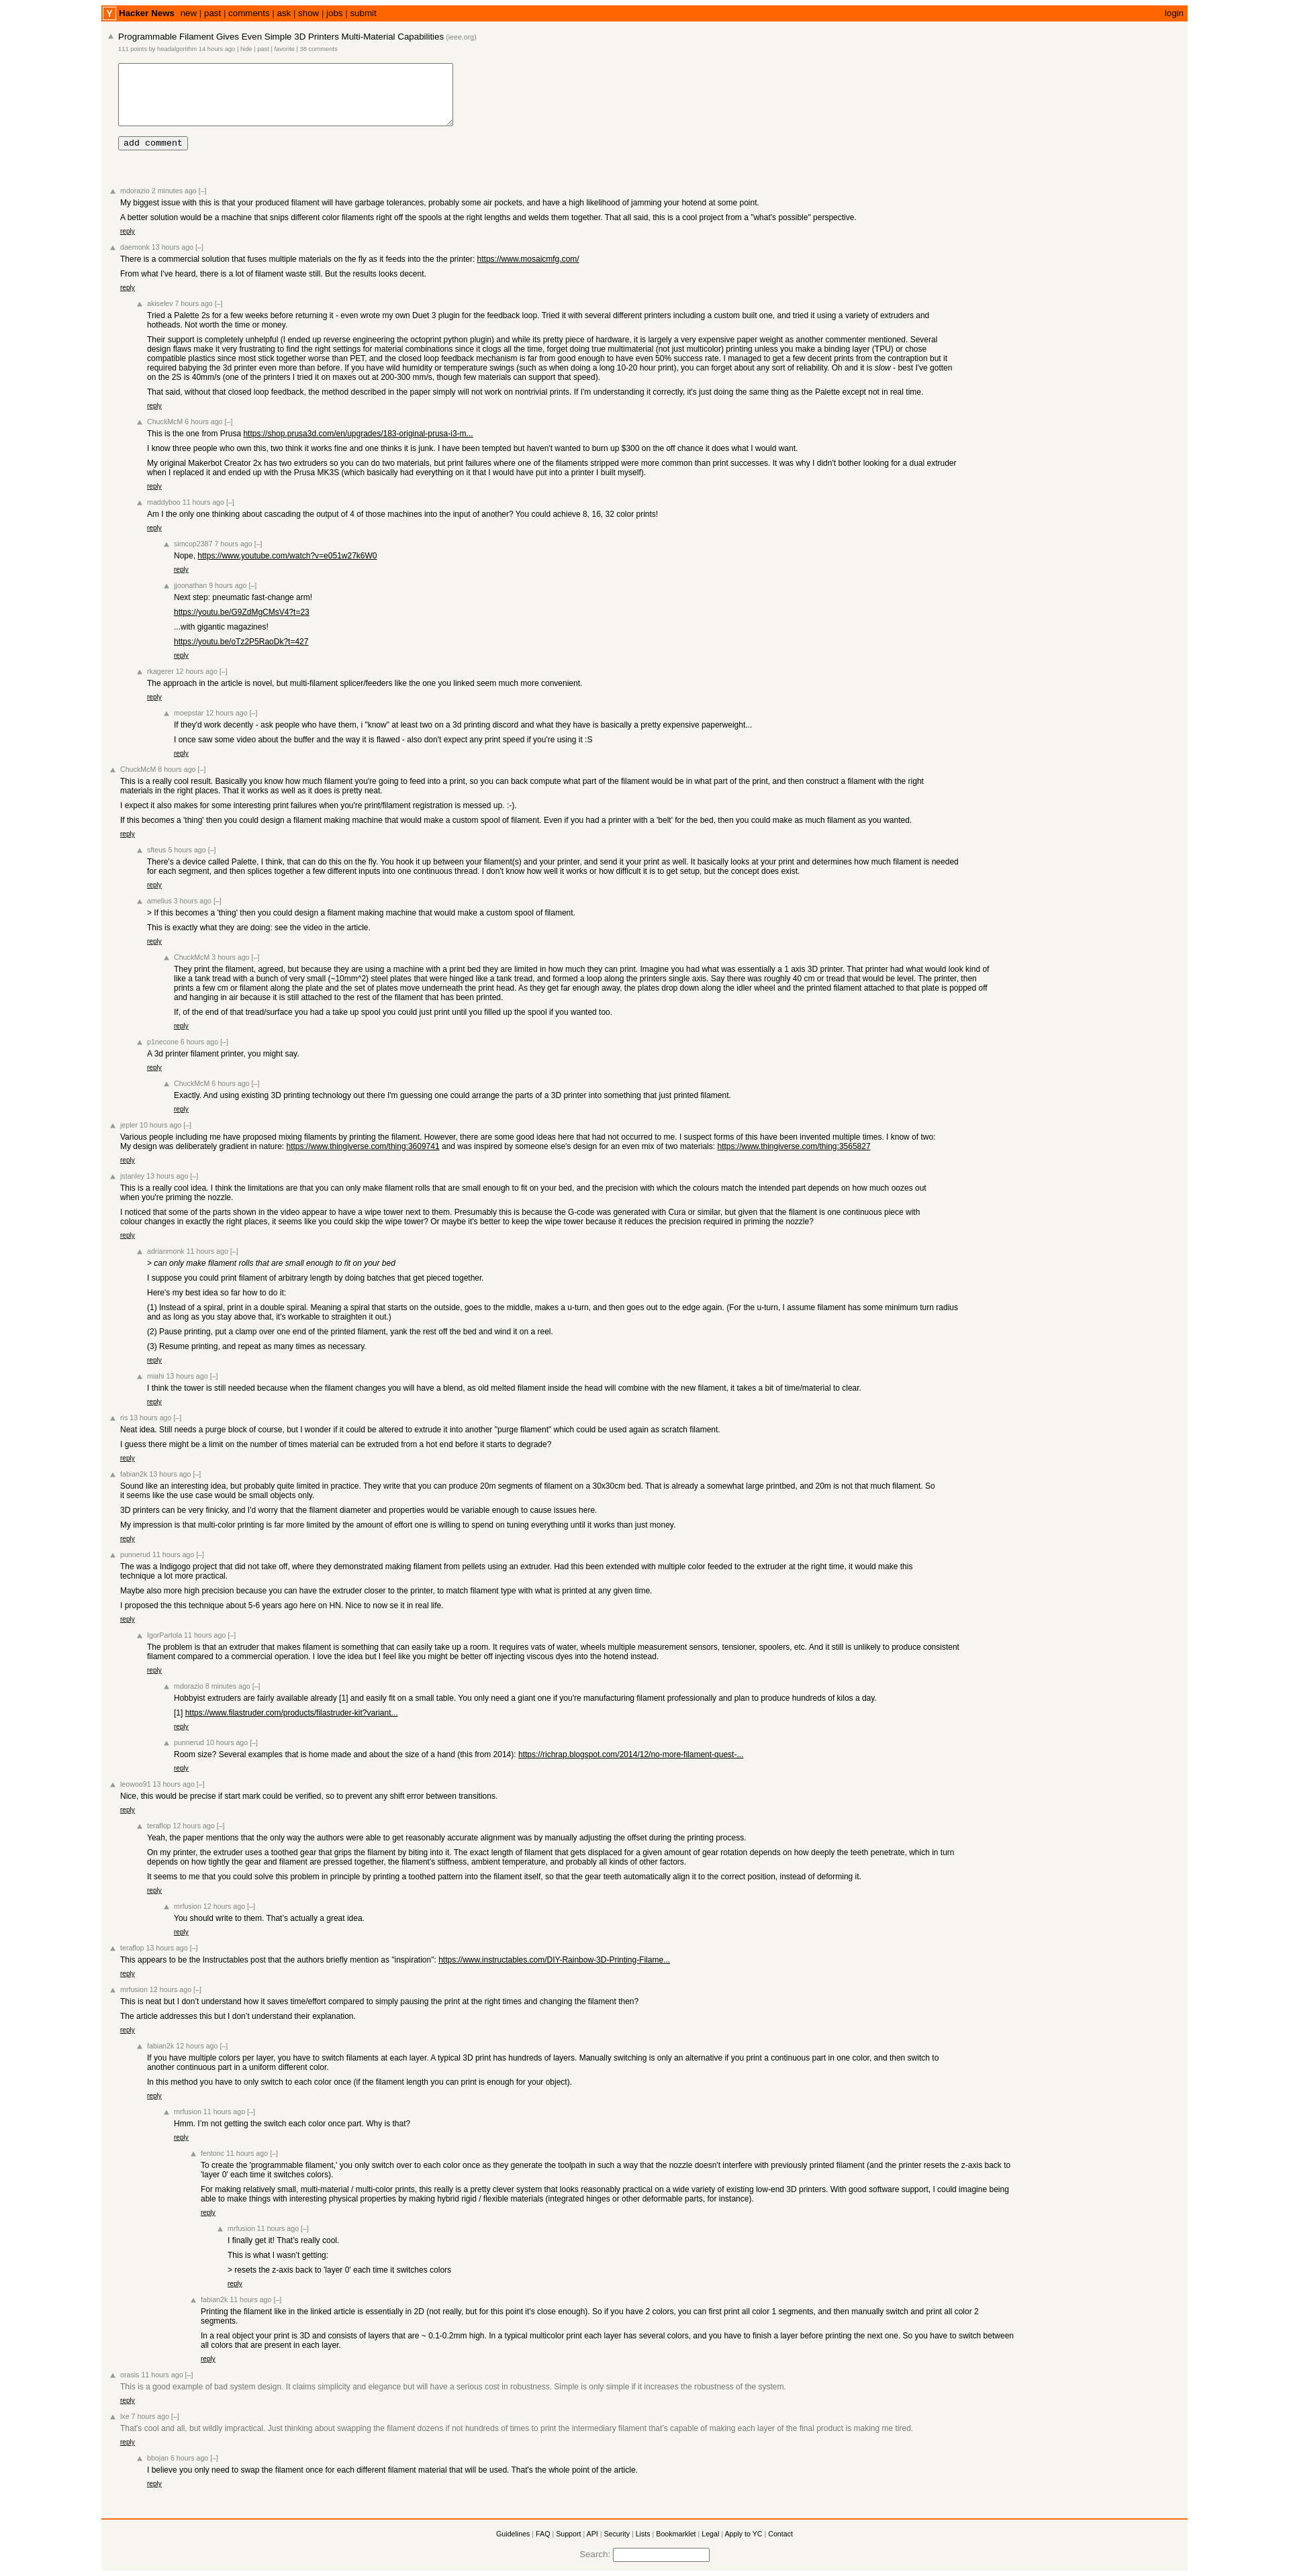 Y Hacker News new | past | comments | ask | show | jobs | submit login
Programmable Filament Gives Even Simple 3D Printers Multi-Material Capabilities (ieee.org)
111 points by headalgorithm 14 hours ago | hide | past | favorite | 38 comments
add comment
mdorazio 2 minutes ago [–]
My biggest issue with this is that your produced filament will have garbage tolerances, probably some air pockets, and have a high likelihood of jamming your hotend at some point.
A better solution would be a machine that snips different color filaments right off the spools at the right lengths and welds them together. That all said, this is a cool project from a "what's possible" perspective.
reply
daemonk 13 hours ago [–]
There is a commercial solution that fuses multiple materials on the fly as it feeds into the the printer: https://www.mosaicmfg.com/
From what I've heard, there is a lot of filament waste still. But the results looks decent.
reply
akiselev 7 hours ago [–]
Tried a Palette 2s for a few weeks before returning it - even wrote my own Duet 3 plugin for the feedback loop. Tried it with several different printers including a custom built one, and tried it using a variety of extruders and
hotheads. Not worth the time or money.
Their support is completely unhelpful (I ended up reverse engineering the octoprint python plugin) and while its pretty piece of hardware, it is largely a very expensive paper weight as another commenter mentioned. Several
design flaws make it very frustrating to find the right settings for material combinations since it clogs all the time, forget doing true multimaterial (not just multicolor) printing unless you make a binding layer (TPU) or chose
compatible plastics since most stick together worse than PET, and the closed loop feedback mechanism is far from good enough to have even 50% success rate. I managed to get a few decent prints from the contraption but it
required babying the 3d printer even more than before. If you have wild humidity or temperature swings (such as when doing a long 10-20 hour print), you can forget about any sort of reliability. Oh and it is slow - best I've gotten
on the 2S is 40mm/s (one of the printers I tried it on maxes out at 200-300 mm/s, though few materials can support that speed).
That said, without that closed loop feedback, the method described in the paper simply will not work on nontrivial prints. If I'm understanding it correctly, it's just doing the same thing as the Palette except not in real time.
reply
ChuckMcM 6 hours ago [–]
This is the one from Prusa https://shop.prusa3d.com/en/upgrades/183-original-prusa-i3-m...
I know three people who own this, two think it works fine and one thinks it is junk. I have been tempted but haven't wanted to burn up $300 on the off chance it does what I would want.
My original Makerbot Creator 2x has two extruders so you can do two materials, but print failures where one of the filaments stripped were more common than print successes. It was why I didn't bother looking for a dual extruder
when I replaced it and ended up with the Prusa MK3S (which basically had everything on it that I would have put into a printer I built myself).
reply
maddyboo 11 hours ago [–]
Am I the only one thinking about cascading the output of 4 of those machines into the input of another? You could achieve 8, 16, 32 color prints!
reply
simcop2387 7 hours ago [–]
Nope, https://www.youtube.com/watch?v=e051w27k6W0
reply
jjoonathan 9 hours ago [–]
Next step: pneumatic fast-change arm!
https://youtu.be/G9ZdMgCMsV4?t=23
...with gigantic magazines!
https://youtu.be/oTz2P5RaoDk?t=427
reply
rkagerer 12 hours ago [–]
The approach in the article is novel, but multi-filament splicer/feeders like the one you linked seem much more convenient.
reply
moepstar 12 hours ago [–]
If they'd work decently - ask people who have them, i "know" at least two on a 3d printing discord and what they have is basically a pretty expensive paperweight...
I once saw some video about the buffer and the way it is flawed - also don't expect any print speed if you're using it :S
reply
ChuckMcM 8 hours ago [–]
This is a really cool result. Basically you know how much filament you're going to feed into a print, so you can back compute what part of the filament would be in what part of the print, and then construct a filament with the right
materials in the right places. That it works as well as it does is pretty neat.
I expect it also makes for some interesting print failures when you're print/filament registration is messed up. :-).
If this becomes a 'thing' then you could design a filament making machine that would make a custom spool of filament. Even if you had a printer with a 'belt' for the bed, then you could make as much filament as you wanted.
reply
sfteus 5 hours ago [–]
There's a device called Palette, I think, that can do this on the fly. You hook it up between your filament(s) and your printer, and send it your print as well. It basically looks at your print and determines how much filament is needed
for each segment, and then splices together a few different inputs into one continuous thread. I don't know how well it works or how difficult it is to get setup, but the concept does exist.
reply
amelius 3 hours ago [–]
> If this becomes a 'thing' then you could design a filament making machine that would make a custom spool of filament.
This is exactly what they are doing: see the video in the article.
reply
ChuckMcM 3 hours ago [–]
They print the filament, agreed, but because they are using a machine with a print bed they are limited in how much they can print. Imagine you had what was essentially a 1 axis 3D printer. That printer had what would look kind of
like a tank tread with a bunch of very small (~10mm^2) steel plates that were hinged like a tank tread, and formed a loop along the printers single axis. Say there was roughly 40 cm or tread that would be level. The printer, then
prints a few cm or filament along the plate and the set of plates move underneath the print head. As they get far enough away, the plates drop down along the idler wheel and the printed filament attached to that plate is popped off
and hanging in air because it is still attached to the rest of the filament that has been printed.
If, of the end of that tread/surface you had a take up spool you could just print until you filled up the spool if you wanted too.
reply
p1necone 6 hours ago [–]
A 3d printer filament printer, you might say.
reply
ChuckMcM 6 hours ago [–]
Exactly. And using existing 3D printing technology out there I'm guessing one could arrange the parts of a 3D printer into something that just printed filament.
reply
jepler 10 hours ago [–]
Various people including me have proposed mixing filaments by printing the filament. However, there are some good ideas here that had not occurred to me. I suspect forms of this have been invented multiple times. I know of two:
My design was deliberately gradient in nature: https://www.thingiverse.com/thing:3609741 and was inspired by someone else's design for an even mix of two materials: https://www.thingiverse.com/thing:3565827
reply
jstanley 13 hours ago [–]
This is a really cool idea. I think the limitations are that you can only make filament rolls that are small enough to fit on your bed, and the precision with which the colours match the intended part depends on how much oozes out
when you're priming the nozzle.
I noticed that some of the parts shown in the video appear to have a wipe tower next to them. Presumably this is because the G-code was generated with Cura or similar, but given that the filament is one continuous piece with
colour changes in exactly the right places, it seems like you could skip the wipe tower? Or maybe it's better to keep the wipe tower because it reduces the precision required in priming the nozzle?
reply
adrianmonk 11 hours ago [–]
> can only make filament rolls that are small enough to fit on your bed
I suppose you could print filament of arbitrary length by doing batches that get pieced together.
Here's my best idea so far how to do it:
(1) Instead of a spiral, print in a double spiral. Meaning a spiral that starts on the outside, goes to the middle, makes a u-turn, and then goes out to the edge again. (For the u-turn, I assume filament has some minimum turn radius
and as long as you stay above that, it's workable to straighten it out.)
(2) Pause printing, put a clamp over one end of the printed filament, yank the rest off the bed and wind it on a reel.
(3) Resume printing, and repeat as many times as necessary.
reply
miahi 13 hours ago [–]
I think the tower is still needed because when the filament changes you will have a blend, as old melted filament inside the head will combine with the new filament, it takes a bit of time/material to clear.
reply
ris 13 hours ago [–]
Neat idea. Still needs a purge block of course, but I wonder if it could be altered to extrude it into another "purge filament" which could be used again as scratch filament.
I guess there might be a limit on the number of times material can be extruded from a hot end before it starts to degrade?
reply
fabian2k 13 hours ago [–]
Sound like an interesting idea, but probably quite limited in practice. They write that you can produce 20m segments of filament on a 30x30cm bed. That is already a somewhat large printbed, and 20m is not that much filament. So
it seems like the use case would be small objects only.
3D printers can be very finicky, and I'd worry that the filament diameter and properties would be variable enough to cause issues here.
My impression is that multi-color printing is far more limited by the amount of effort one is willing to spend on tuning everything until it works than just money.
reply
punnerud 11 hours ago [–]
The was a Indigogo project that did not take off, where they demonstrated making filament from pellets using an extruder. Had this been extended with multiple color feeded to the extruder at the right time, it would make this
technique a lot more practical.
Maybe also more high precision because you can have the extruder closer to the printer, to match filament type with what is printed at any given time.
I proposed the this technique about 5-6 years ago here on HN. Nice to now se it in real life.
reply
IgorPartola 11 hours ago [–]
The problem is that an extruder that makes filament is something that can easily take up a room. It requires vats of water, wheels multiple measurement sensors, tensioner, spoolers, etc. And it still is unlikely to produce consistent
filament compared to a commercial operation. I love the idea but I feel like you might be better off injecting viscous dyes into the hotend instead.
reply
mdorazio 8 minutes ago [–]
Hobbyist extruders are fairly available already [1] and easily fit on a small table. You only need a giant one if you're manufacturing filament professionally and plan to produce hundreds of kilos a day.
[1] https://www.filastruder.com/products/filastruder-kit?variant...
reply
punnerud 10 hours ago [–]
Room size? Several examples that is home made and about the size of a hand (this from 2014): https://richrap.blogspot.com/2014/12/no-more-filament-quest-...
reply
leowoo91 13 hours ago [–]
Nice, this would be precise if start mark could be verified, so to prevent any shift error between transitions.
reply
teraflop 12 hours ago [–]
Yeah, the paper mentions that the only way the authors were able to get reasonably accurate alignment was by manually adjusting the offset during the printing process.
On my printer, the extruder uses a toothed gear that grips the filament by biting into it. The exact length of filament that gets displaced for a given amount of gear rotation depends on how deeply the teeth penetrate, which in turn
depends on how tightly the gear and filament are pressed together, the filament's stiffness, ambient temperature, and probably all kinds of other factors.
It seems to me that you could solve this problem in principle by printing a toothed pattern into the filament itself, so that the gear teeth automatically align it to the correct position, instead of deforming it.
reply
mrfusion 12 hours ago [–]
You should write to them. That's actually a great idea.
reply
teraflop 13 hours ago [–]
This appears to be the Instructables post that the authors briefly mention as "inspiration": https://www.instructables.com/DIY-Rainbow-3D-Printing-Filame...
reply
mrfusion 12 hours ago [–]
This is neat but I don't understand how it saves time/effort compared to simply pausing the print at the right times and changing the filament then?
The article addresses this but I don't understand their explanation.
reply
fabian2k 12 hours ago [–]
If you have multiple colors per layer, you have to switch filaments at each layer. A typical 3D print has hundreds of layers. Manually switching is only an alternative if you print a continuous part in one color, and then switch to
another continuous part in a uniform different color.
In this method you have to only switch to each color once (if the filament length you can print is enough for your object).
reply
mrfusion 11 hours ago [–]
Hmm. I'm not getting the switch each color once part. Why is that?
reply
fentonc 11 hours ago [–]
To create the 'programmable filament,' you only switch over to each color once as they generate the toolpath in such a way that the nozzle doesn't interfere with previously printed filament (and the printer resets the z-axis back to
'layer 0' each time it switches colors).
For making relatively small, multi-material / multi-color prints, this really is a pretty clever system that looks reasonably practical on a wide variety of existing low-end 3D printers. With good software support, I could imagine being
able to make things with interesting physical properties by making hybrid rigid / flexible materials (integrated hinges or other deformable parts, for instance).
reply
mrfusion 11 hours ago [–]
I finally get it! That's really cool.
This is what I wasn't getting:
> resets the z-axis back to 'layer 0' each time it switches colors
reply
fabian2k 11 hours ago [–]
Printing the filament like in the linked article is essentially in 2D (not really, but for this point it's close enough). So if you have 2 colors, you can first print all color 1 segments, and then manually switch and print all color 2
segments.
In a real object your print is 3D and consists of layers that are ~ 0.1-0.2mm high. In a typical multicolor print each layer has several colors, and you have to finish a layer before printing the next one. So you have to switch between
all colors that are present in each layer.
reply
orasis 11 hours ago [–]
This is a good example of bad system design. It claims simplicity and elegance but will have a serious cost in robustness. Simple is only simple if it increases the robustness of the system.
reply
lxe 7 hours ago [–]
That's cool and all, but wildly impractical. Just thinking about swapping the filament dozens if not hundreds of times to print the intermediary filament that's capable of making each layer of the final product is making me tired.
reply
bbojan 6 hours ago [–]
I believe you only need to swap the filament once for each different filament material that will be used. That's the whole point of the article.
reply
Guidelines | FAQ | Support | API | Security | Lists | Bookmarklet | Legal | Apply to YC | Contact
Search: